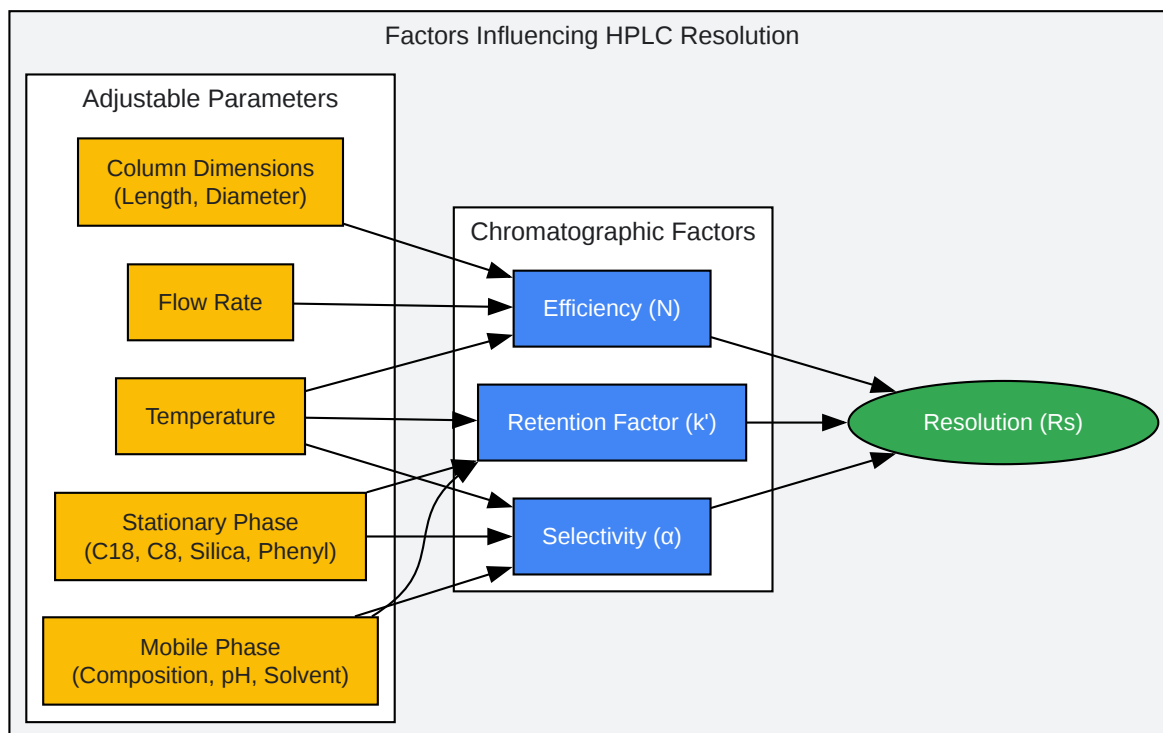 Factors Influencing HPLC Resolution
Adjustable Parameters
Column Dimensions
(Length, Diameter)
Flow Rate
Temperature
Stationary Phase
(C18, C8, Silica, Phenyl)
Mobile Phase
(Composition, pH, Solvent)
Chromatographic Factors
Efficiency (N)
Retention Factor (k')
Selectivity (α)
Resolution (Rs)